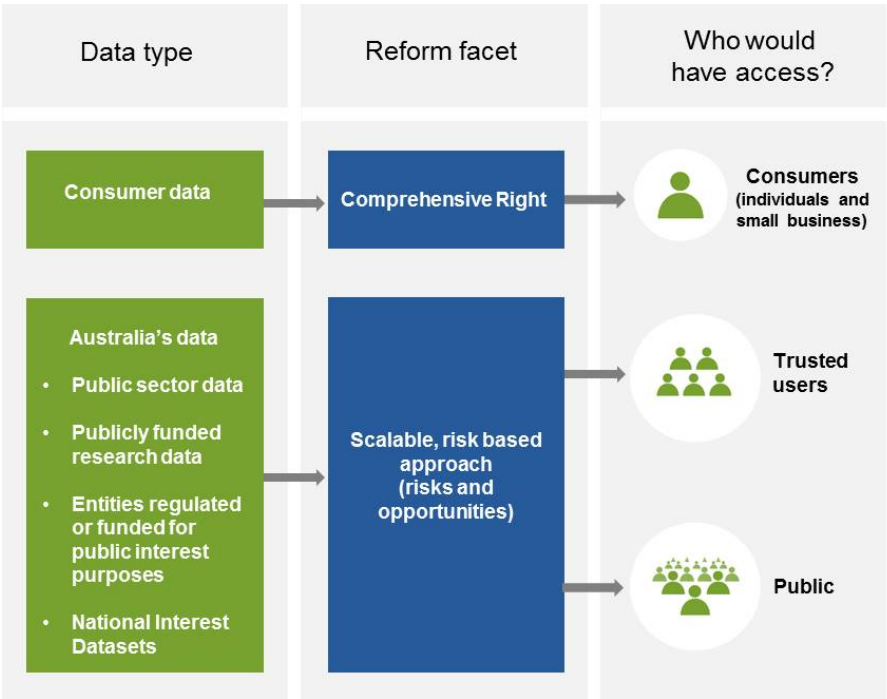 Data type
Reform facet
Who would
have access?
Consumer data
Comprehensive Right
Consumers
(individuals and
small business)
Australia's data
• Public sector data
• Publicly funded
research data
• Entities regulated
or funded for
public interest
purposes
• National Interest
Datasets
Scalable, risk based
approach
(risks and
opportunities)
Trusted
users
Public